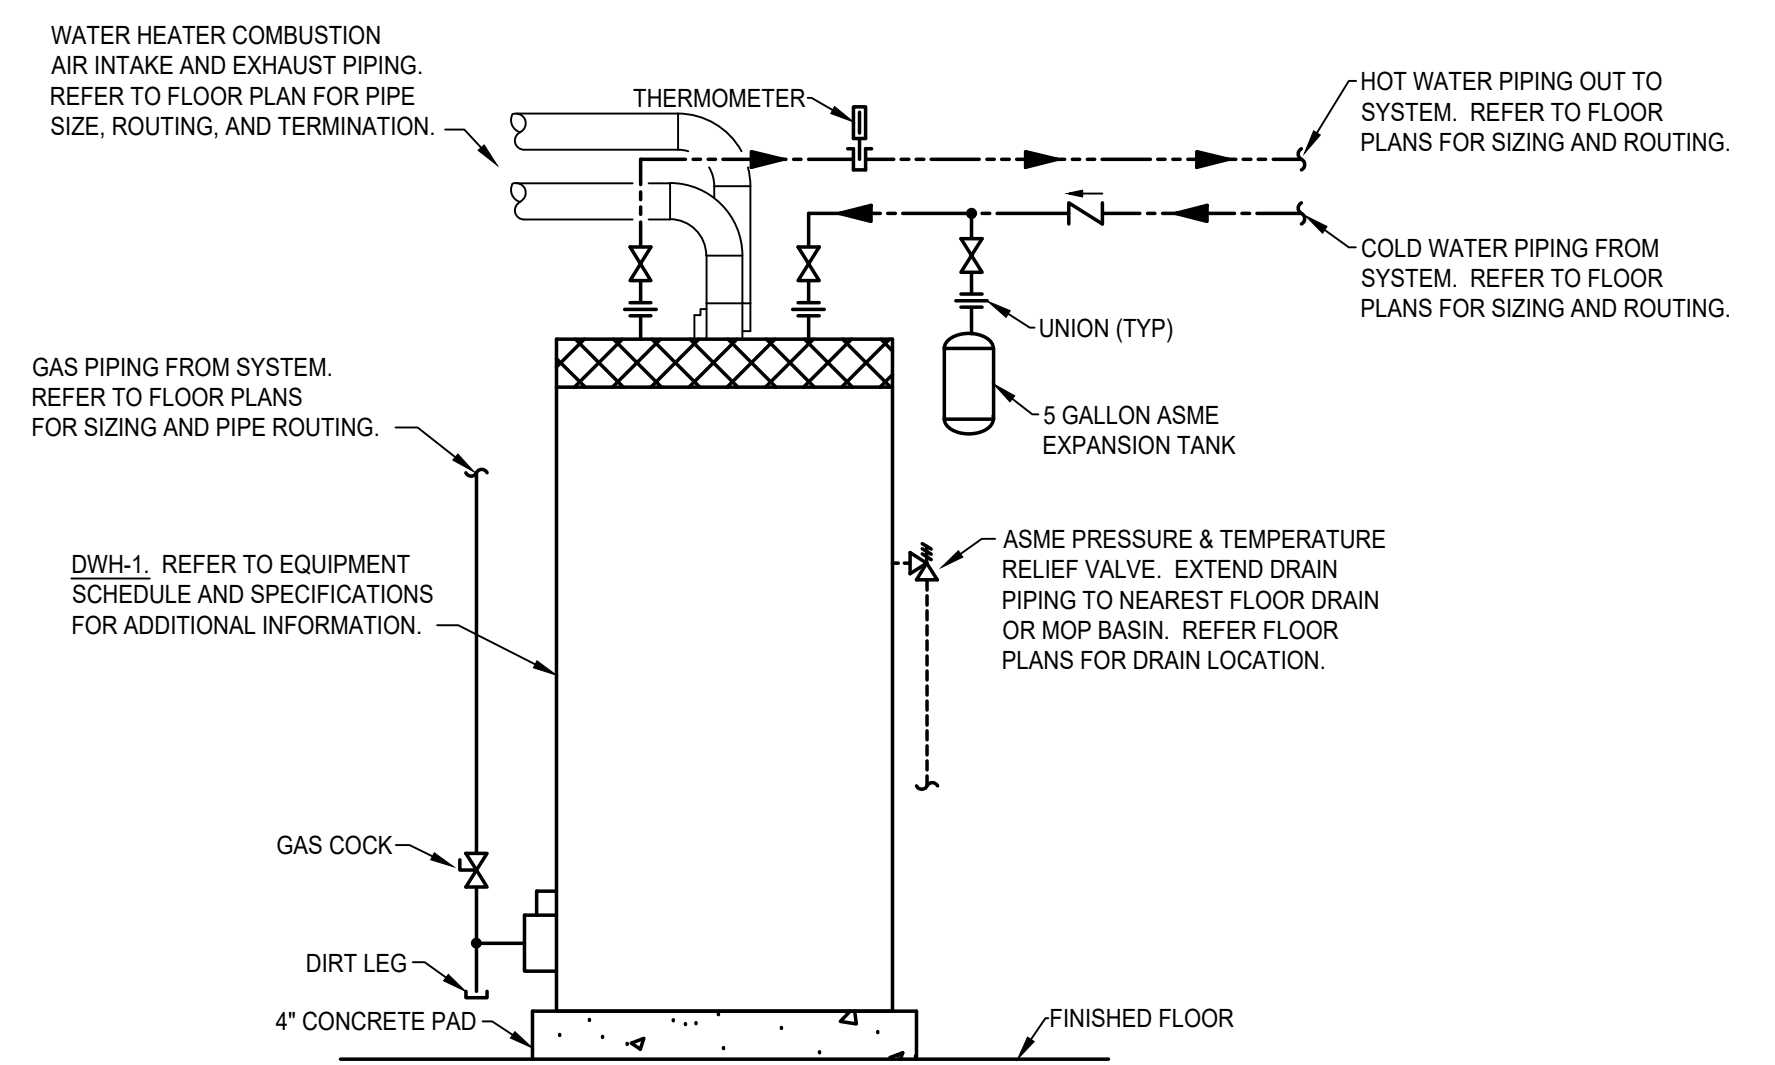 WATER HEATER COMBUSTION
AIR INTAKE AND EXHAUST PIPING.
REFER TO FLOOR PLAN FOR PIPE
SIZE, ROUTING, AND TERMINATION.
THERMOMETER
HOT WATER PIPING OUT TO
SYSTEM.  REFER TO FLOOR
PLANS FOR SIZING AND ROUTING.
COLD WATER PIPING FROM
SYSTEM.  REFER TO FLOOR
PLANS FOR SIZING AND ROUTING.
UNION (TYP)
GAS PIPING FROM SYSTEM.
REFER TO FLOOR PLANS
FOR SIZING AND PIPE ROUTING.
5 GALLON ASME
EXPANSION TANK
DWH-1.  REFER TO EQUIPMENT
SCHEDULE AND SPECIFICATIONS
FOR ADDITIONAL INFORMATION.
ASME PRESSURE & TEMPERATURE
RELIEF VALVE.  EXTEND DRAIN
PIPING TO NEAREST FLOOR DRAIN
OR MOP BASIN.  REFER FLOOR
PLANS FOR DRAIN LOCATION.
GAS COCK
DIRT LEG
4" CONCRETE PAD
FINISHED FLOOR